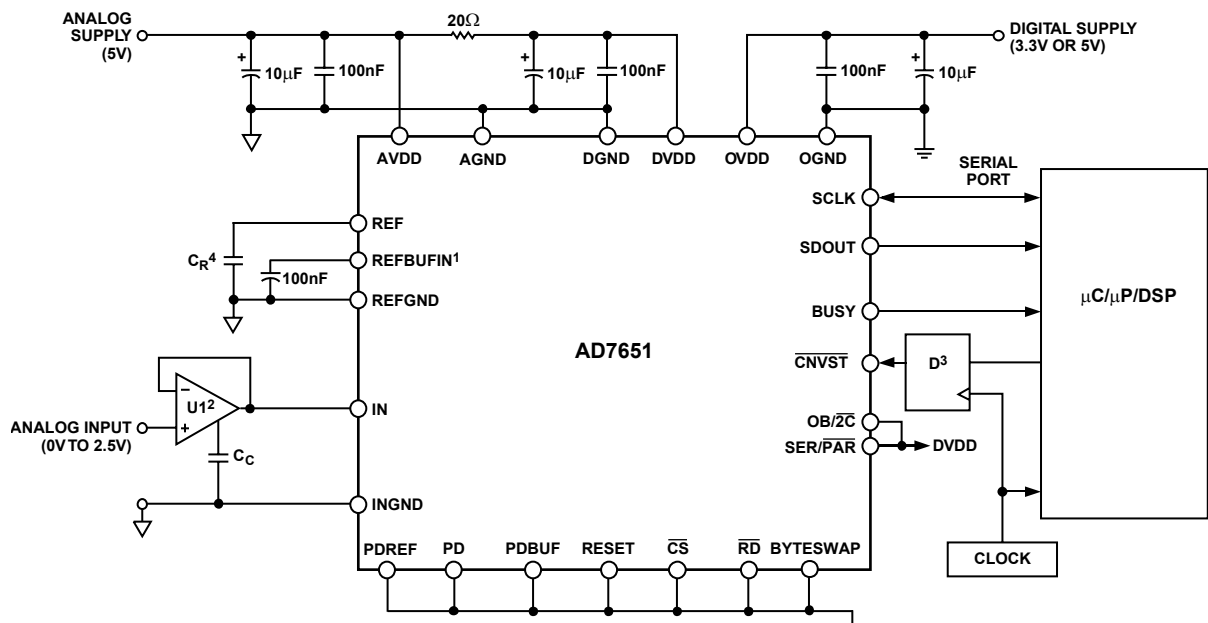 ANALOG
SUPPLY
(5V)
20Ω
DIGITAL SUPPLY
(3.3V OR 5V)
+
10μF
100nF
+
10μF
100nF
100nF
+
10μF
AVDD
AGND
DGND
DVDD
OVDD
OGND
SERIAL
PORT
SCLK
REF
SDOUT
CR4
REFBUFIN1
100nF
REFGND
BUSY
μC/μP/DSP
AD7651
CNVST
D3
–
U12
+
IN
ANALOG INPUT
(0V TO 2.5V)
OB/2C
SER/PAR
DVDD
CC
INGND
PDREF
PD
PDBUF
RESET
CS
RD
BYTESWAP
CLOCK